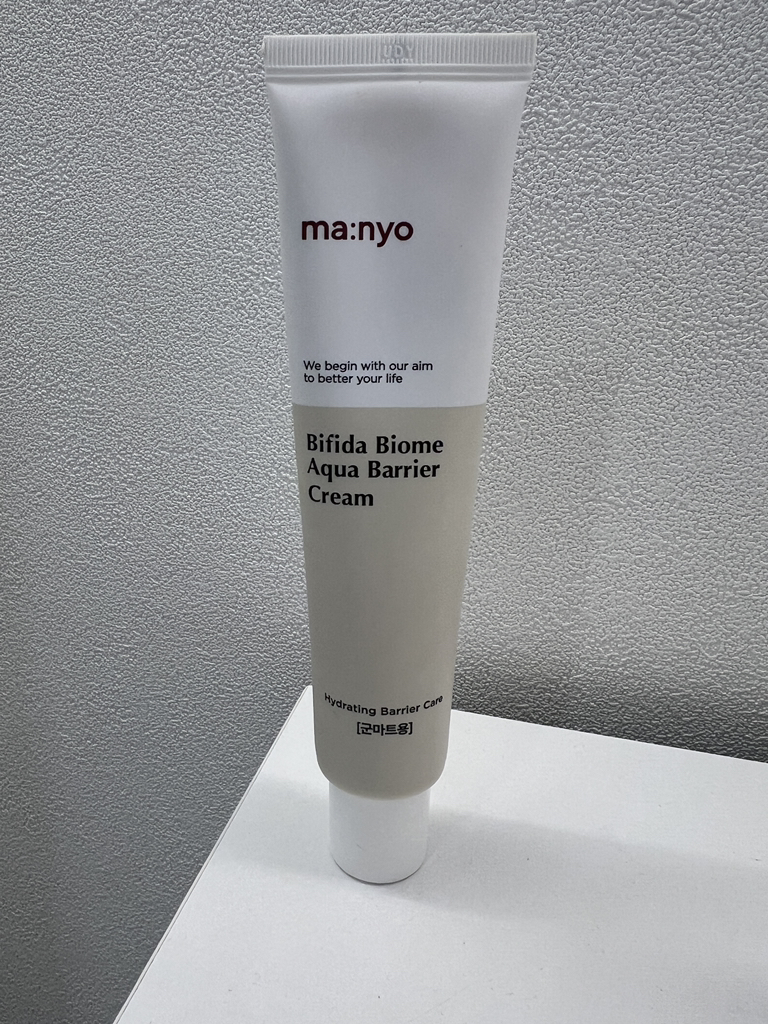 ma:nyo
We begin with our aim
to better your life
Bifida Biome
Aqua Barrier
Cream
Hydrating Barrier Care
[군마트용]